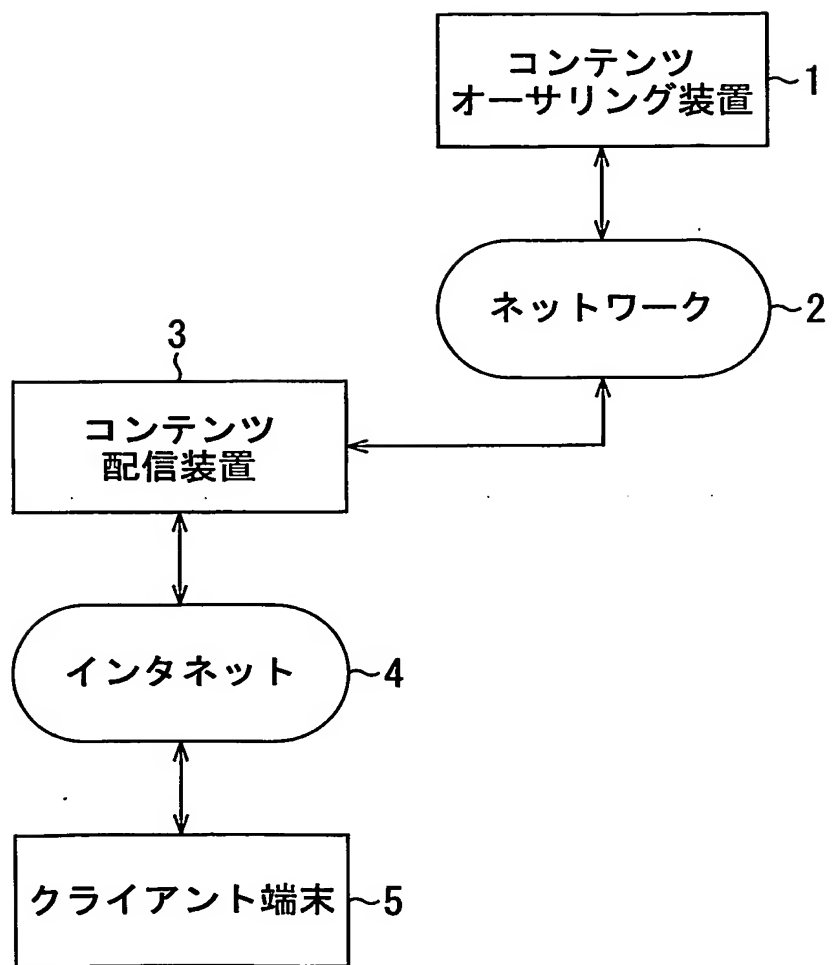 コンテンツ
オーサリング装置
1
ネットワーク
2
3
コンテンツ
配信装置
インタネット
4
クライアント端末
5